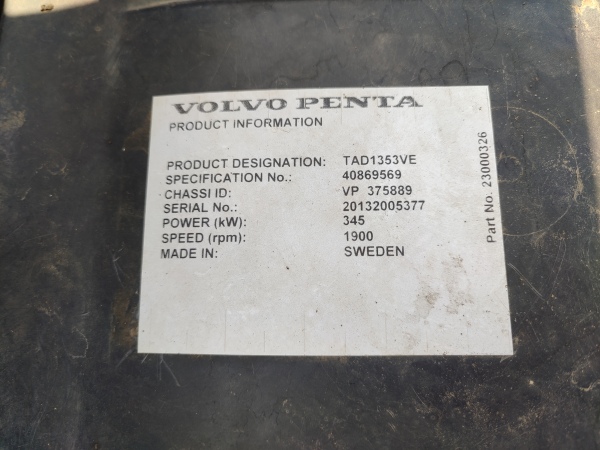 VOLVO PENTA
PRODUCT INFORMATION
PRODUCT DESIGNATION: TAD1353VE
SPECIFICATION No.: 40869569
CHASSI ID: VP 375889
SERIAL No.: 20132005377
POWER (kW): 345
SPEED (rpm): 1900
MADE IN: SWEDEN
Part No. 23000326